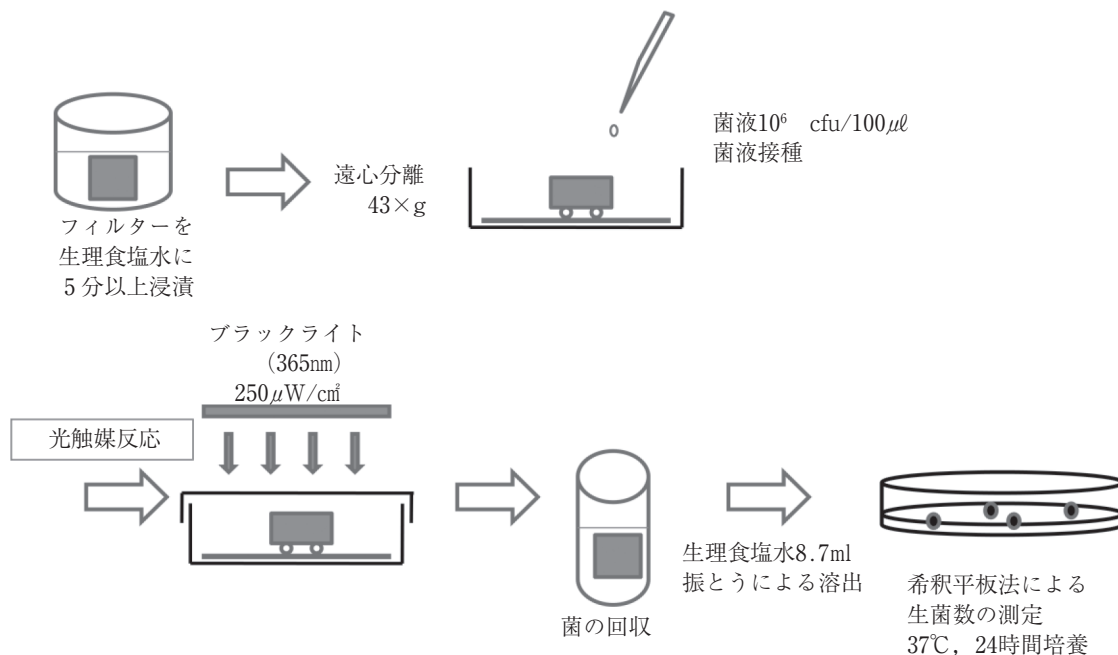 フィルターを
生理食塩水に
5分以上浸漬
遠心分離
43×g
菌液10⁶ cfu/100μℓ
菌液接種
ブラックライト
(365nm)
250μW/c㎡
光触媒反応
菌の回収
生理食塩水8.7ml
振とうによる溶出
希釈平板法による
生菌数の測定
37℃，24時間培養